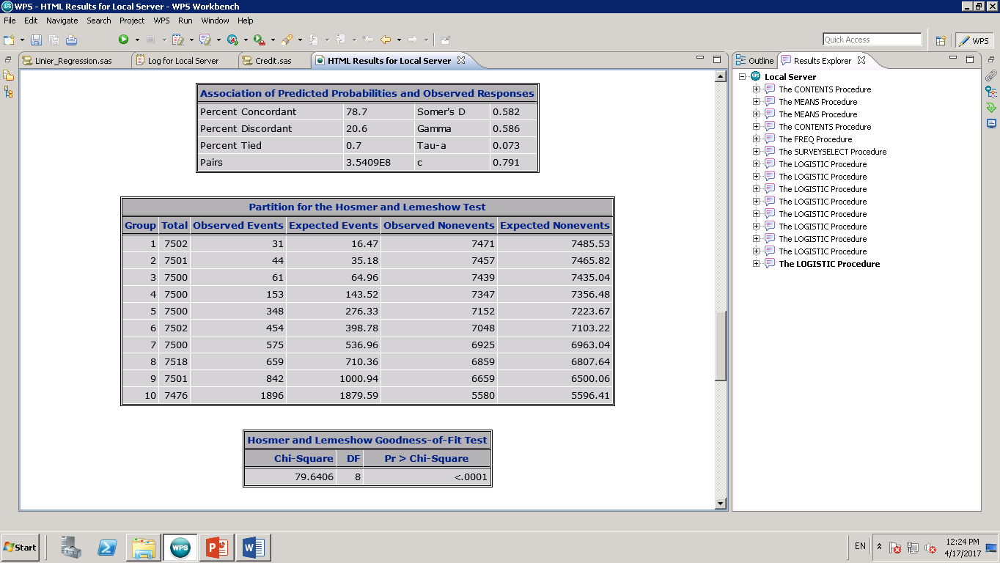 WPS - HTML Results for Local Server - WPS Workbench
File Edit Navigate Search Project WPS Run Window Help
Quick Access
WPS
Linier_Regression.sas Log for Local Server Credit.sas HTML Results for Local Server
Outline Results Explorer
Association of Predicted Probabilities and Observed Responses
Percent Concordant 78.7 Somer's D 0.582
Percent Discordant 20.6 Gamma 0.586
Percent Tied 0.7 Tau-a 0.073
Pairs 3.5409E8 c 0.791
Partition for the Hosmer and Lemeshow Test
Group Total Observed Events Expected Events Observed Nonevents Expected Nonevents
1 7502 31 16.47 7471 7485.53
2 7501 44 35.18 7457 7465.82
3 7500 61 64.96 7439 7435.04
4 7500 153 143.52 7347 7356.48
5 7500 348 276.33 7152 7223.67
6 7502 454 398.78 7048 7103.22
7 7500 575 536.96 6925 6963.04
8 7518 659 710.36 6859 6807.64
9 7501 842 1000.94 6659 6500.06
10 7476 1896 1879.59 5580 5596.41
Hosmer and Lemeshow Goodness-of-Fit Test
Chi-Square DF Pr > Chi-Square
79.6406 8 <.0001
Local Server
The CONTENTS Procedure
The MEANS Procedure
The MEANS Procedure
The CONTENTS Procedure
The FREQ Procedure
The SURVEYSELECT Procedure
The LOGISTIC Procedure
The LOGISTIC Procedure
The LOGISTIC Procedure
The LOGISTIC Procedure
The LOGISTIC Procedure
The LOGISTIC Procedure
The LOGISTIC Procedure
The LOGISTIC Procedure
The LOGISTIC Procedure
Start
WPS
EN
12:24 PM
4/17/2017